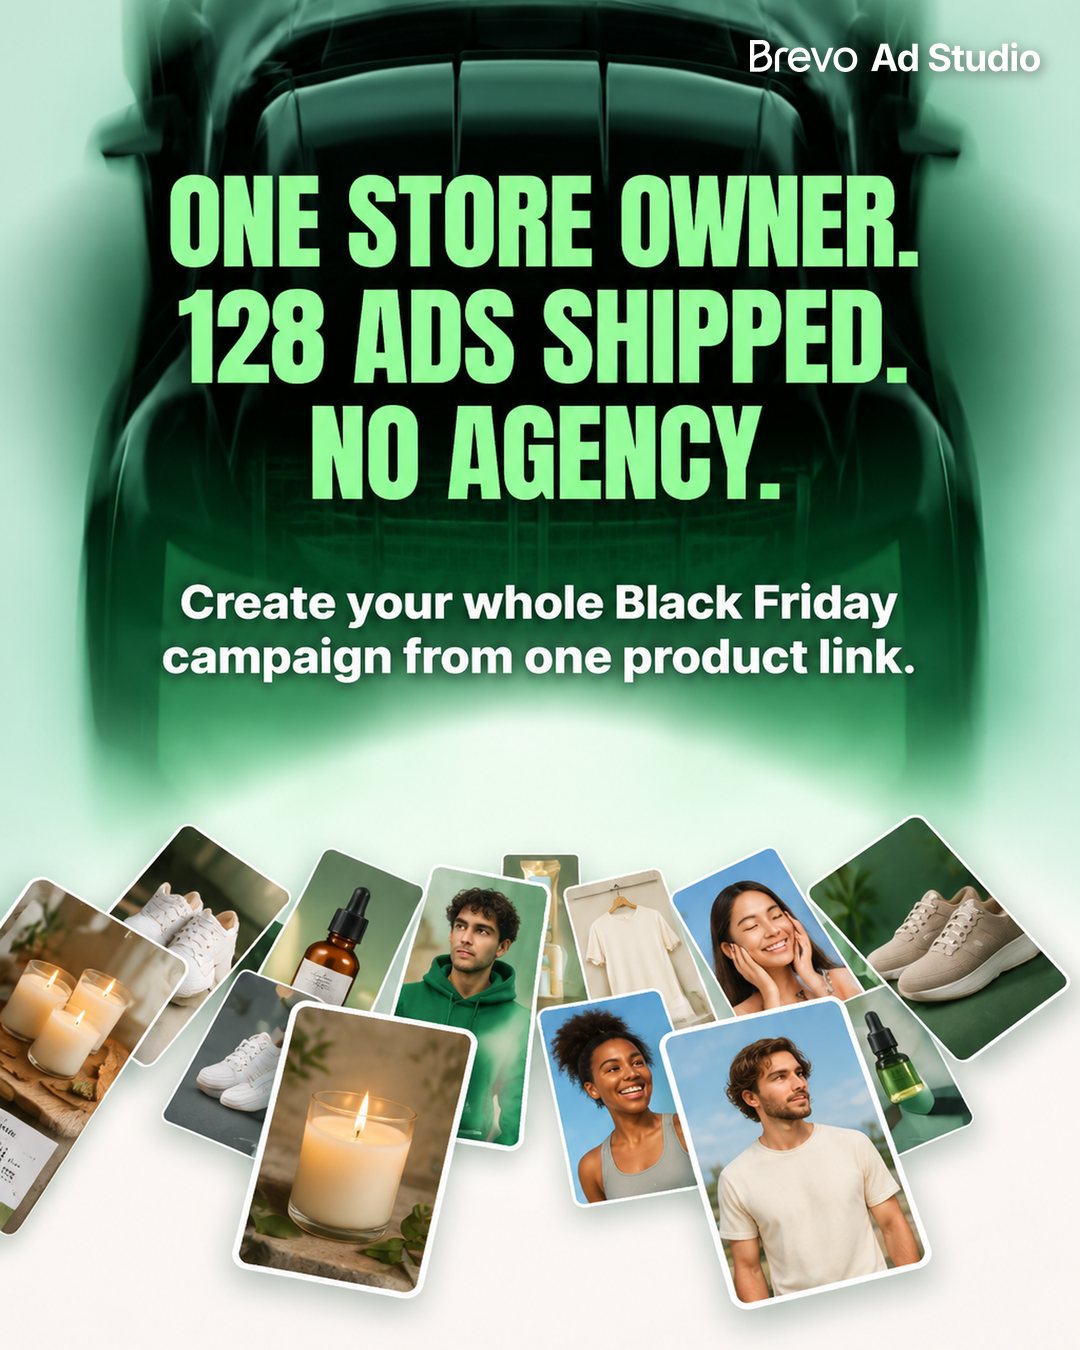 Brevo Ad Studio
ONE STORE OWNER.
128 ADS SHIPPED.
NO AGENCY.
Create your whole Black Friday
campaign from one product link.